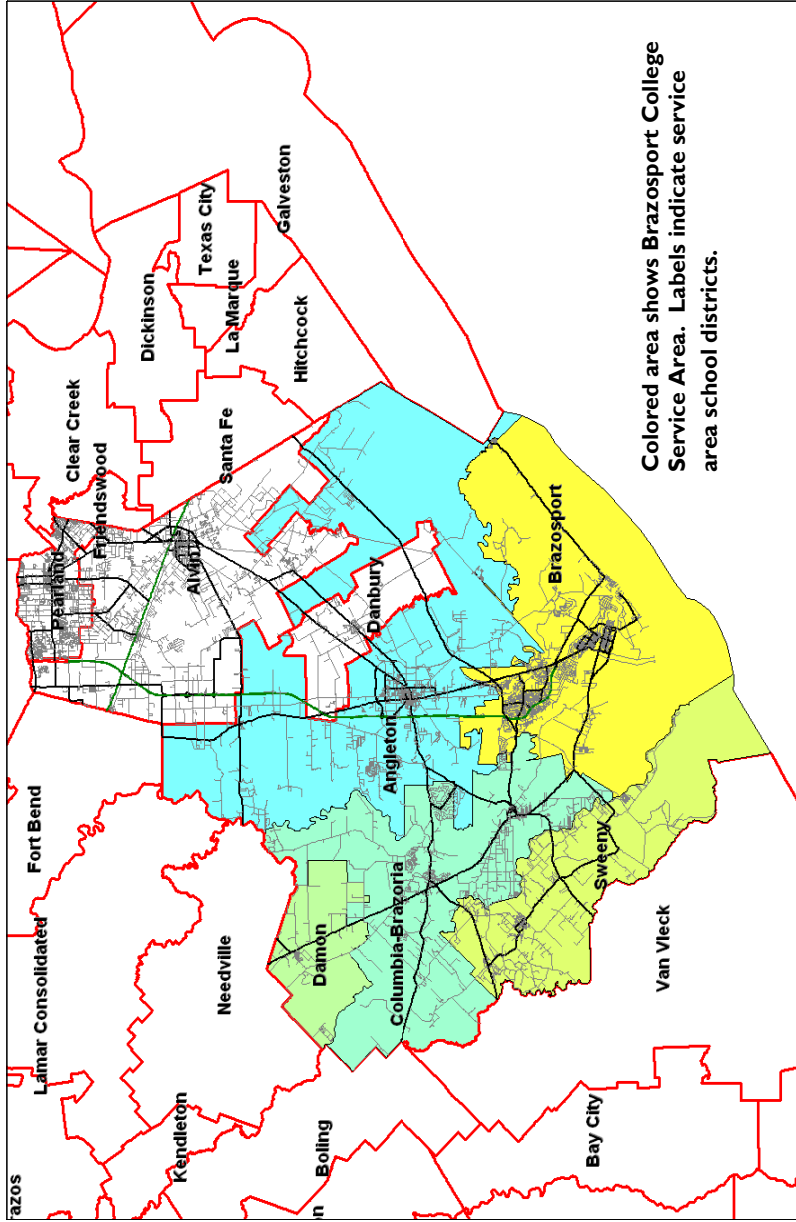 razos
Lamar Consolidated
Fort Bend
Pearland
Clear Creek
Friendswood
Dickinson
Texas City
Kendleton
Needville
Alvin
Santa Fe
La Marque
Galveston
Hitchcock
on
Boling
Damon
Danbury
Columbia-Brazoria
Angleton
Brazosport
Bay City
Van Vleck
Sweeny
Colored area shows Brazosport College
Service Area. Labels indicate service
area school districts.